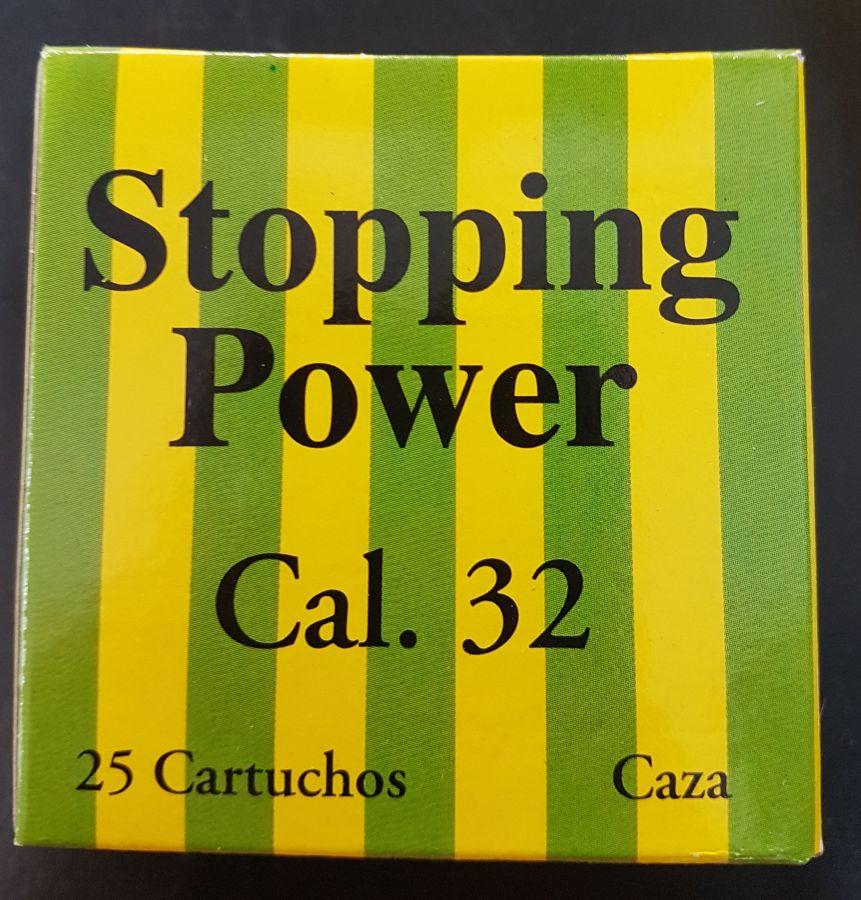 Stopping
Power
Cal. 32
25 Cartuchos Caza